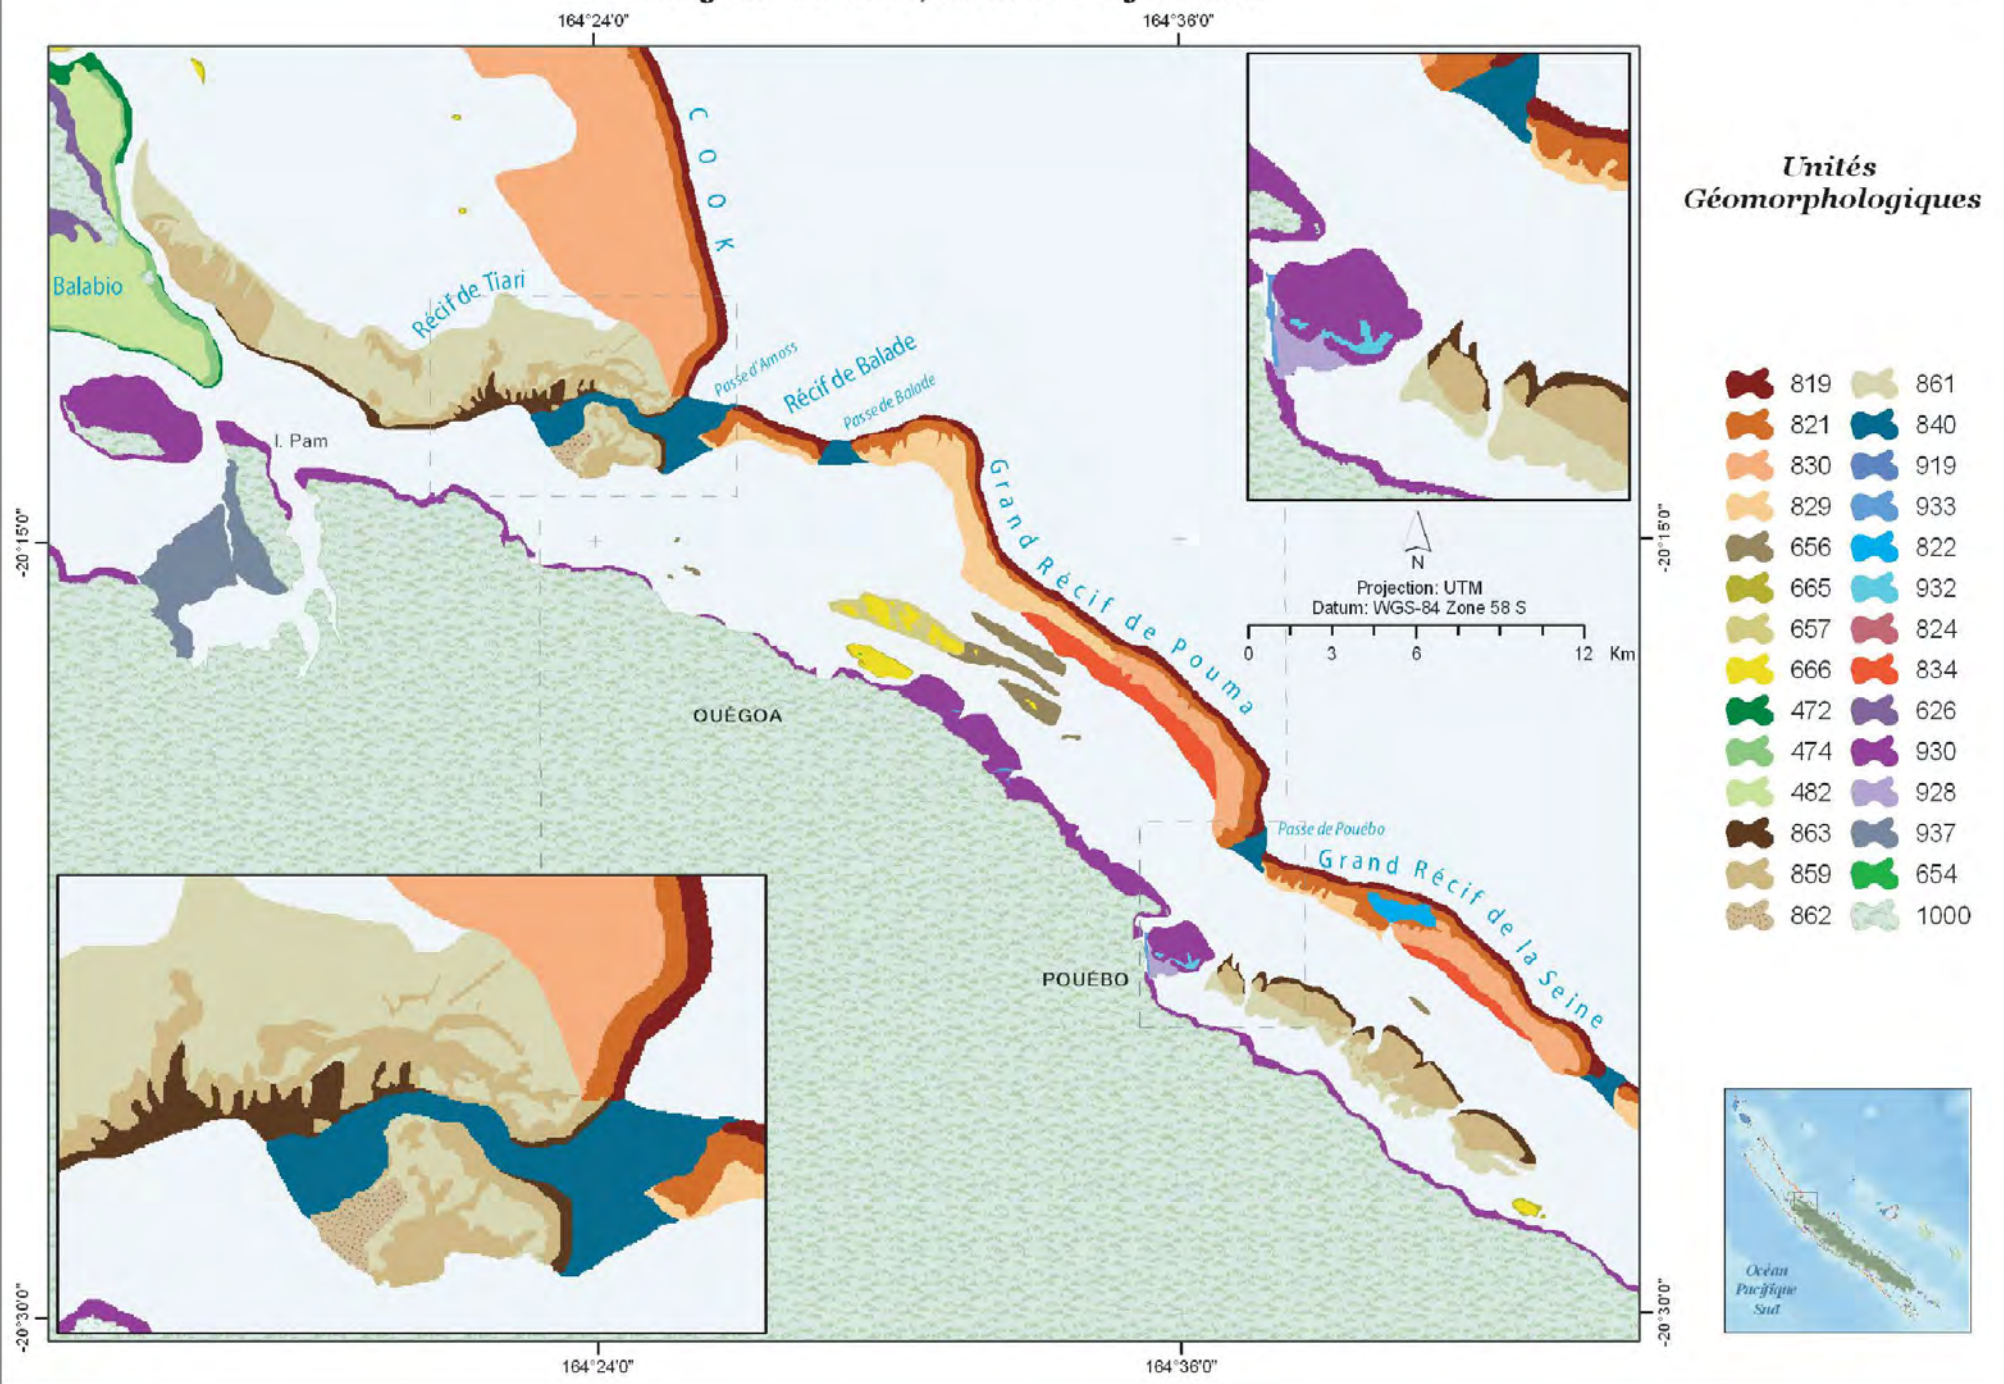 164°24'0"
164°36'0"
COOK
Balabio
Récif de Tiari
Passe d'Amoss
Récif de Balade
Passe de Balade
I. Pam
Grand Récif de Pouma
-20°15'0"
-20°15'0"
N
Projection: UTM
Datum: WGS-84 Zone 58 S
0 3 6 12 Km
OUÉGOA
Passe de Pouébo
Grand Récif de la Seine
POUÉBO
-20°30'0"
-20°30'0"
164°24'0"
164°36'0"
Unités
Géomorphologiques
819 861
821 840
830 919
829 933
656 822
665 932
657 824
666 834
472 626
474 930
482 928
863 937
859 654
862 1000
Océan
Pacifique
Sud